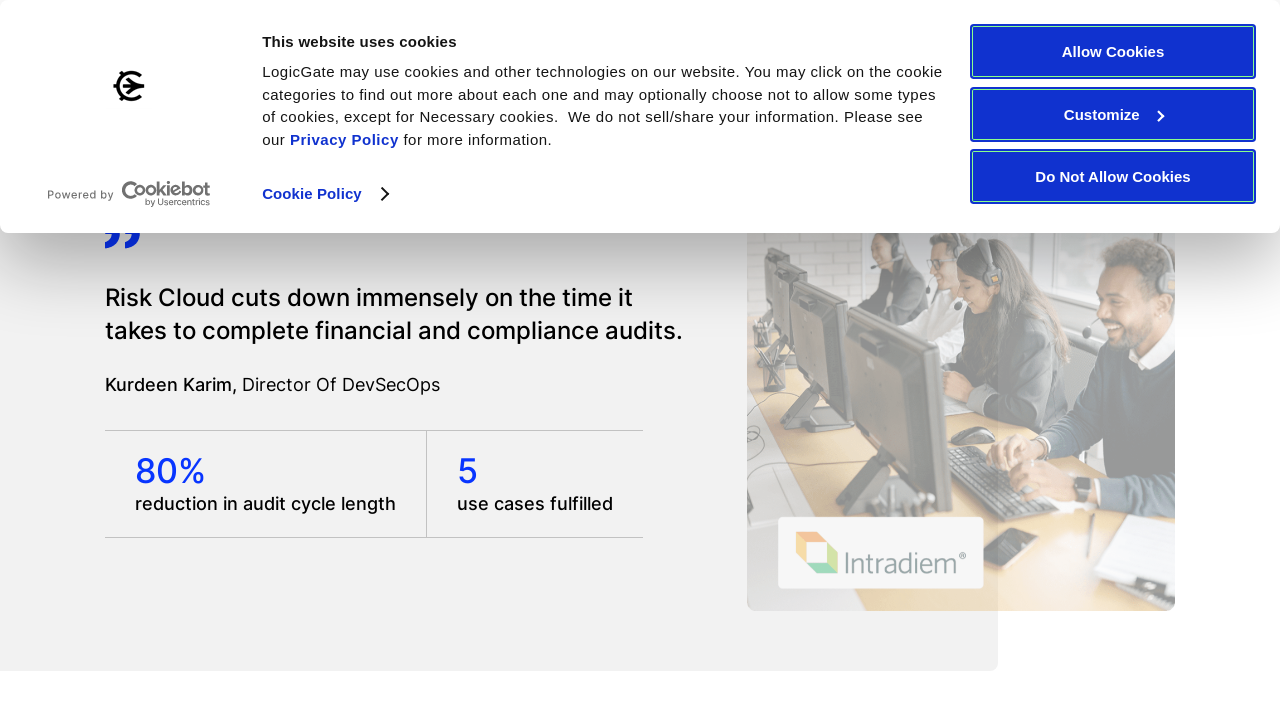 This website uses cookies
LogicGate may use cookies and other technologies on our website. You may click on the cookie
categories to find out more about each one and may optionally choose not to allow some types
of cookies, except for Necessary cookies.  We do not sell/share your information. Please see
our Privacy Policy for more information.
Cookie Policy
Powered by Cookiebot
by Usercentrics
Allow Cookies
Customize
Do Not Allow Cookies
”
Risk Cloud cuts down immensely on the time it
takes to complete financial and compliance audits.
Kurdeen Karim, Director Of DevSecOps
80%
reduction in audit cycle length
5
use cases fulfilled
Intradiem®